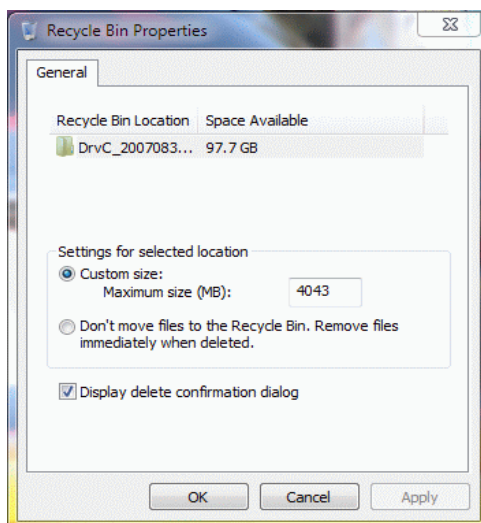 Recycle Bin Properties
General
Recycle Bin Location Space Available
DrvC_2007083... 97.7 GB
Settings for selected location
Custom size:
Maximum size (MB): 4043
Don't move files to the Recycle Bin. Remove files
immediately when deleted.
Display delete confirmation dialog
OK Cancel Apply